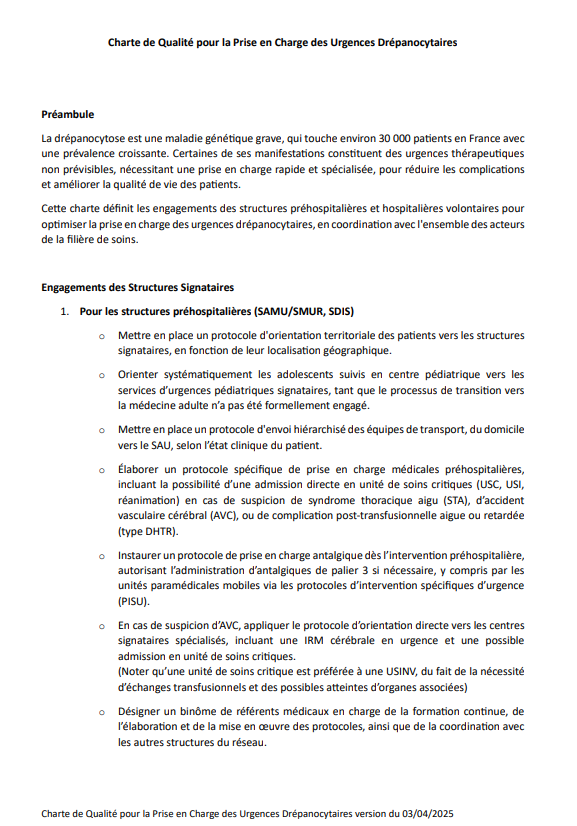 Charte de Qualité pour la Prise en Charge des Urgences Drépanocytaires
Préambule
La drépanocytose est une maladie génétique grave, qui touche environ 30 000 patients en France avec
une prévalence croissante. Certaines de ses manifestations constituent des urgences thérapeutiques
non prévisibles, nécessitant une prise en charge rapide et spécialisée, pour réduire les complications
et améliorer la qualité de vie des patients.
Cette charte définit les engagements des structures préhospitalières et hospitalières volontaires pour
optimiser la prise en charge des urgences drépanocytaires, en coordination avec l'ensemble des acteurs
de la filière de soins.
Engagements des Structures Signataires
1. Pour les structures préhospitalières (SAMU/SMUR, SDIS)
o Mettre en place un protocole d'orientation territoriale des patients vers les structures
signataires, en fonction de leur localisation géographique.
o Orienter systématiquement les adolescents suivis en centre pédiatrique vers les
services d’urgences pédiatriques signataires, tant que le processus de transition vers
la médecine adulte n’a pas été formellement engagé.
o Mettre en place un protocole d'envoi hiérarchisé des équipes de transport, du domicile
vers le SAU, selon l’état clinique du patient.
o Élaborer un protocole spécifique de prise en charge médicales préhospitalières,
incluant la possibilité d’une admission directe en unité de soins critiques (USC, USI,
réanimation) en cas de suspicion de syndrome thoracique aigu (STA), d’accident
vasculaire cérébral (AVC), ou de complication post-transfusionnelle aigue ou retardée
(type DHTR).
o Instaurer un protocole de prise en charge antalgique dès l’intervention préhospitalière,
autorisant l’administration d’antalgiques de palier 3 si nécessaire, y compris par les
unités paramédicales mobiles via les protocoles d’intervention spécifiques d’urgence
(PISU).
o En cas de suspicion d’AVC, appliquer le protocole d’orientation directe vers les centres
signataires spécialisés, incluant une IRM cérébrale en urgence et une possible
admission en unité de soins critiques.
(Noter qu’une unité de soins critique est préférée à une USINV, du fait de la nécessité
d’échanges transfusionnels et des possibles atteintes d’organes associées)
o Désigner un binôme de référents médicaux en charge de la formation continue, de
l’élaboration et de la mise en œuvre des protocoles, ainsi que de la coordination avec
les autres structures du réseau.
Charte de Qualité pour la Prise en Charge des Urgences Drépanocytaires version du 03/04/2025